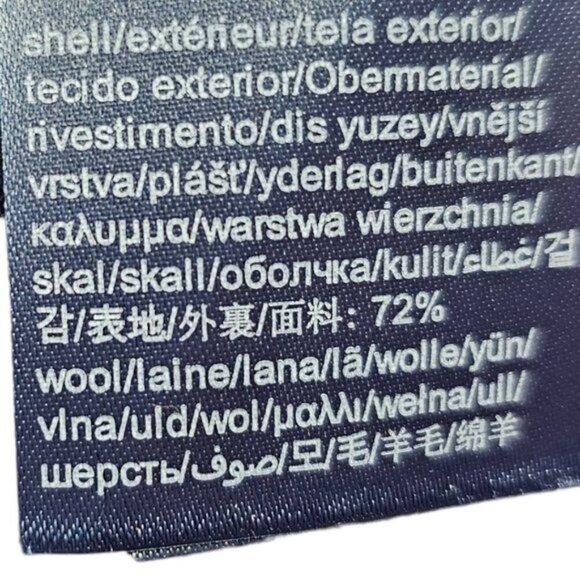 shell/extérieur/tela exterior/
tecido exterior/Obermaterial/
rivestimento/dis yuzey/vnější
vrstva/plášť/yderlag/buitenkant/
καλυμμα/warstwa wierzchnia/
skal/skall/оболчка/kulit/غطاء/겉
감/表地/外裏/面料: 72%
wool/laine/lana/lã/wolle/yün/
vlna/uld/wol/μαλλι/wełna/ull/
шерсть/صوف/모/毛/羊毛/绵羊